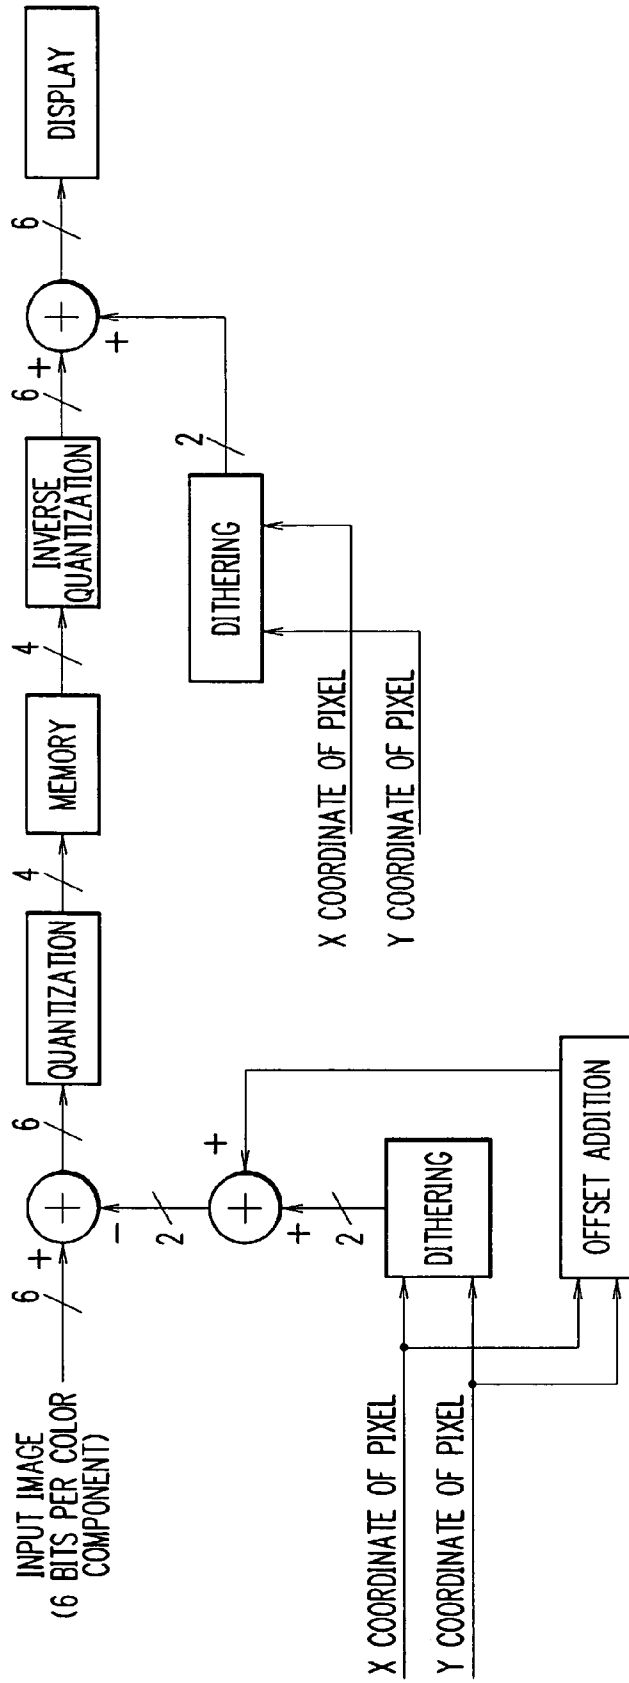 INPUT IMAGE
(6 BITS PER COLOR
COMPONENT)
6
+
+
-
6
QUANTIZATION
4
MEMORY
4
INVERSE
QUANTIZATION
6
+
+
+
6
DISPLAY
2
+
+
+
2
DITHERING
X COORDINATE OF PIXEL
Y COORDINATE OF PIXEL
OFFSET ADDITION
2
DITHERING
X COORDINATE OF PIXEL
Y COORDINATE OF PIXEL